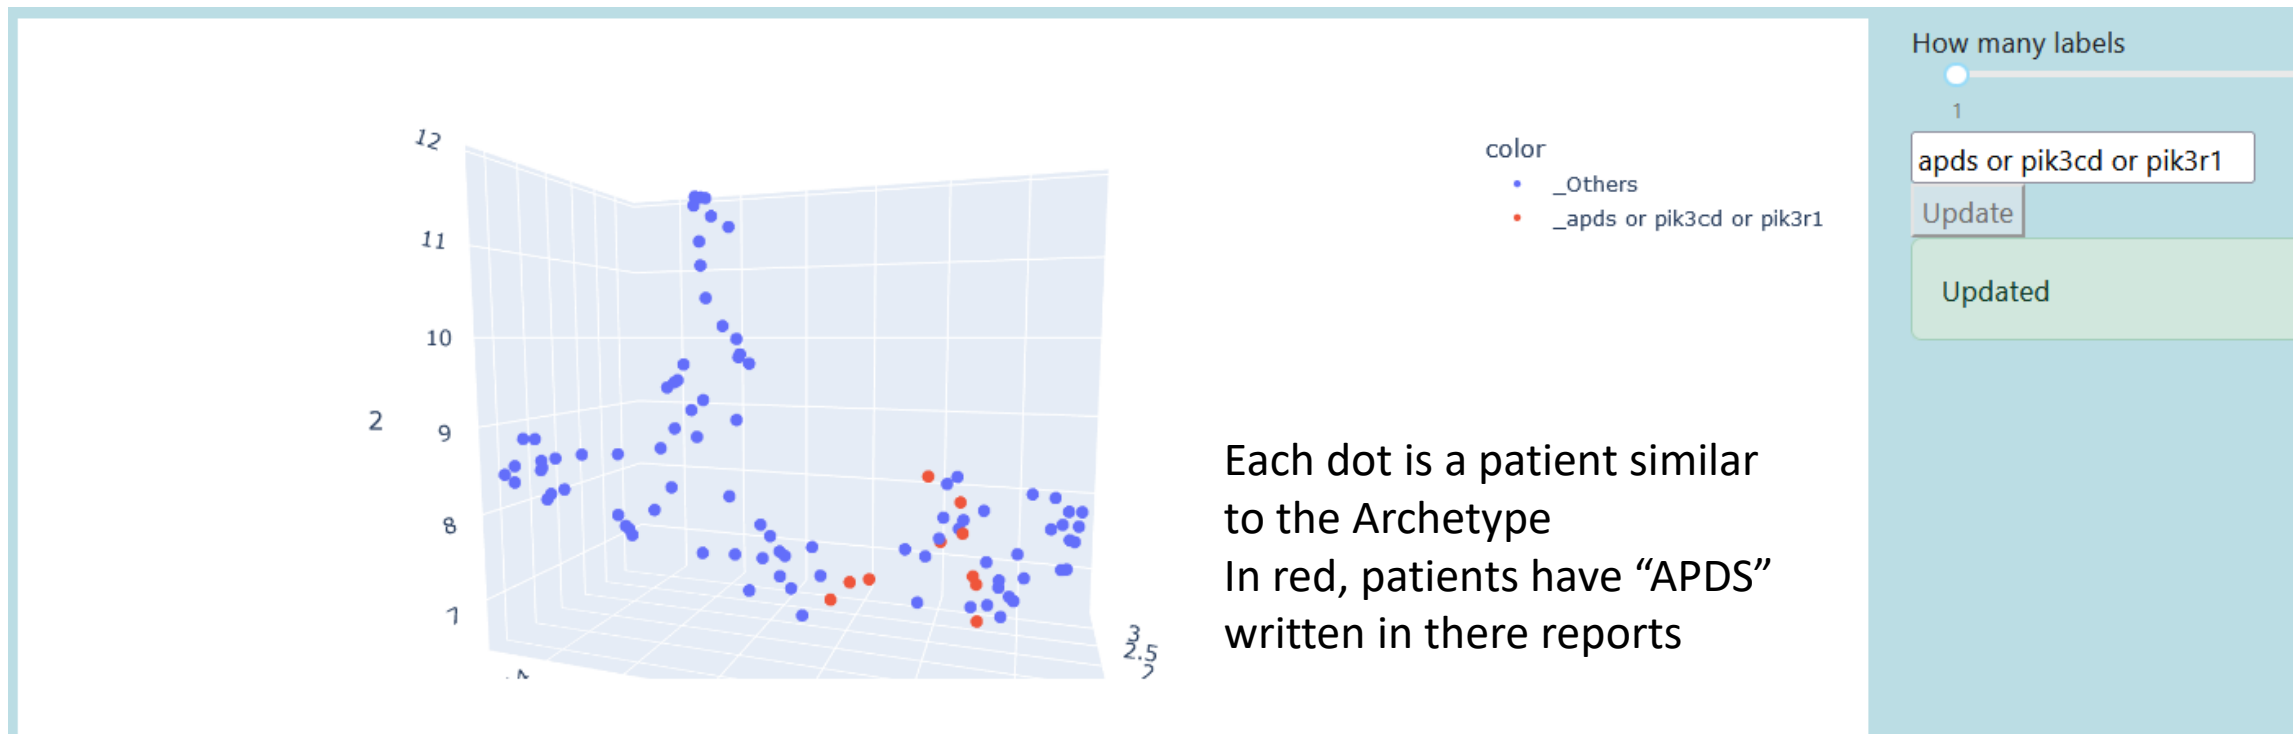 How many labels
1
apds or pik3cd or pik3r1
Update
Updated
color
_Others
_apds or pik3cd or pik3r1
12
11
10
9
8
7
2
3
2.5
2
Each dot is a patient similar
to the Archetype
In red, patients have “APDS”
written in there reports